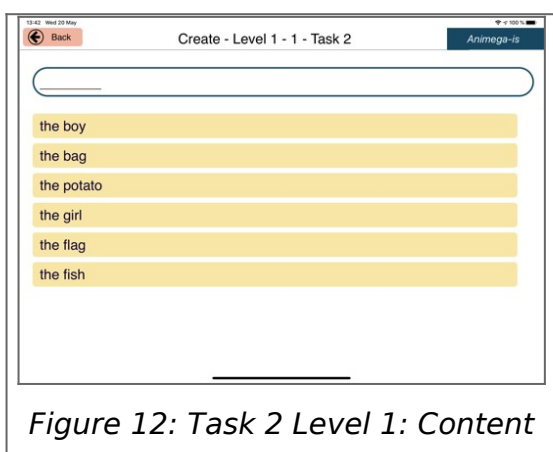 13:42 Wed 20 May
100 %
Back
Create - Level 1 - 1 - Task 2
Animega-is
the boy
the bag
the potato
the girl
the flag
the fish
Figure 12: Task 2 Level 1: Content